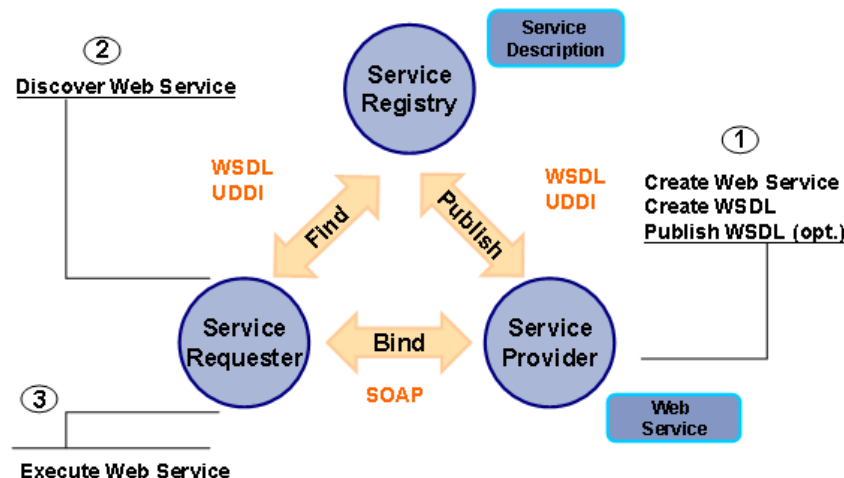 Service
Description
2
Discover Web Service
Service
Registry
1
WSDL
UDDI
WSDL
UDDI
Create Web Service
Create WSDL
Publish WSDL (opt.)
Find
Publish
Service
Requester
Bind
Service
Provider
SOAP
3
Web
Service
Execute Web Service